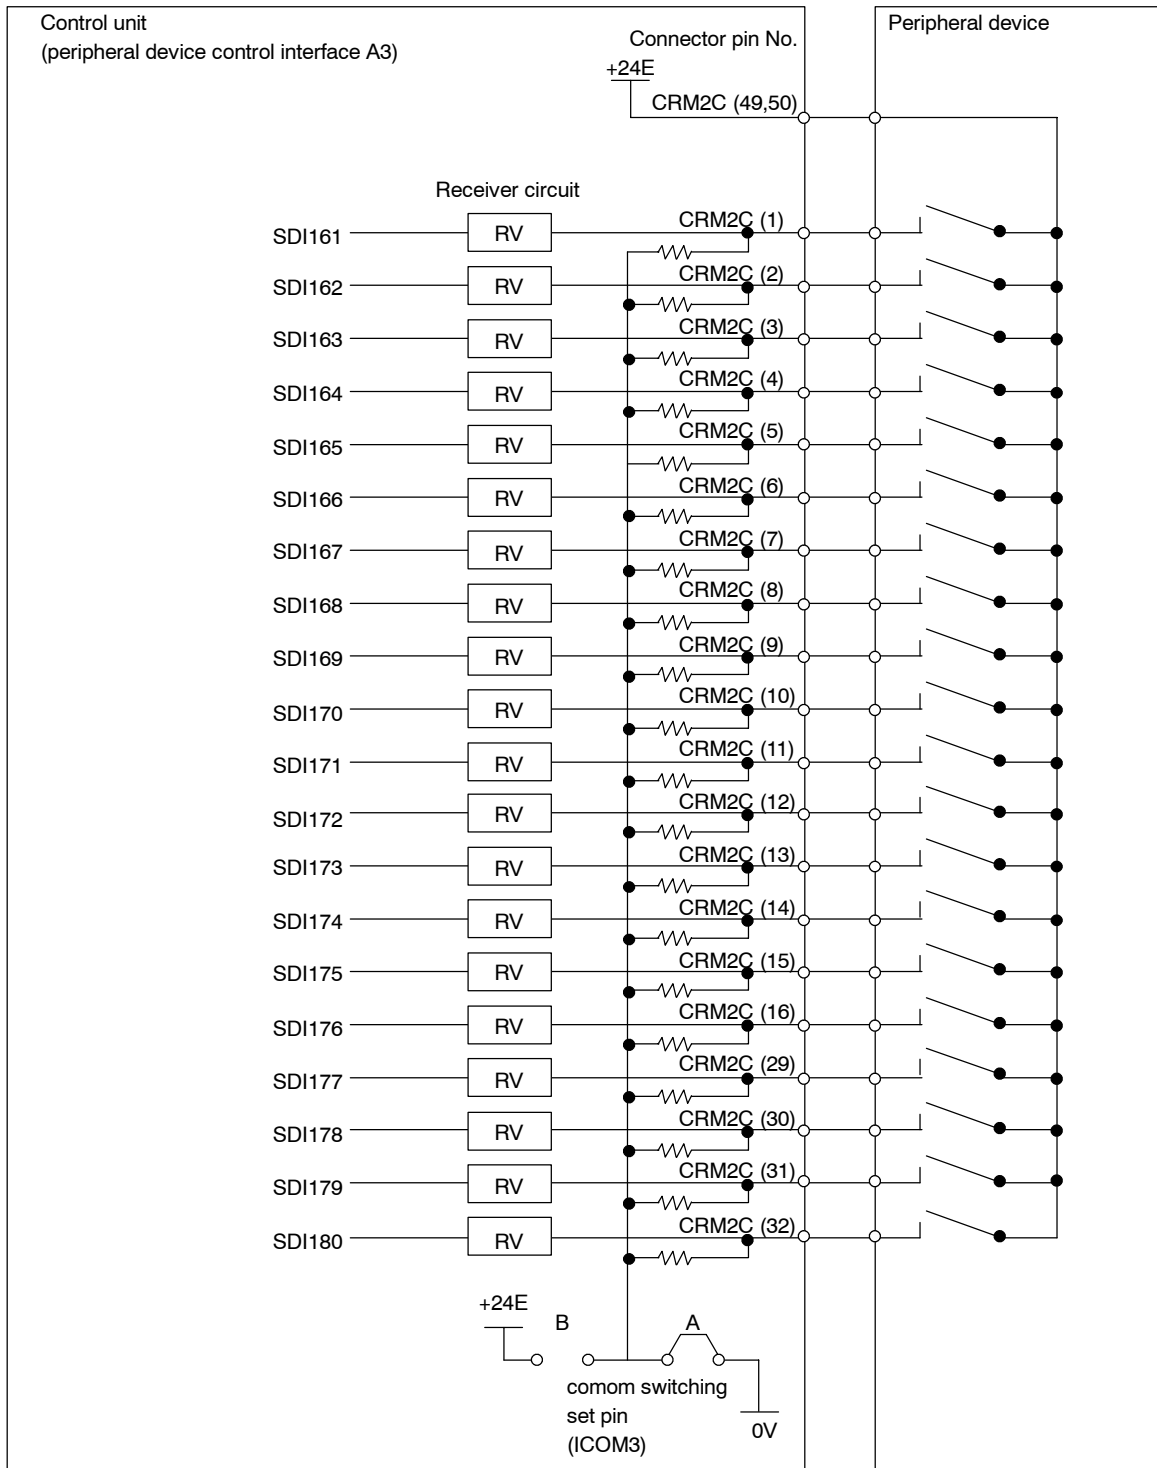 Control unit
(peripheral device control interface A3)
Peripheral device
Connector pin No.
+24E
CRM2C (49,50)
Receiver circuit
SDI161 RV CRM2C (1)
SDI162 RV CRM2C (2)
SDI163 RV CRM2C (3)
SDI164 RV CRM2C (4)
SDI165 RV CRM2C (5)
SDI166 RV CRM2C (6)
SDI167 RV CRM2C (7)
SDI168 RV CRM2C (8)
SDI169 RV CRM2C (9)
SDI170 RV CRM2C (10)
SDI171 RV CRM2C (11)
SDI172 RV CRM2C (12)
SDI173 RV CRM2C (13)
SDI174 RV CRM2C (14)
SDI175 RV CRM2C (15)
SDI176 RV CRM2C (16)
SDI177 RV CRM2C (29)
SDI178 RV CRM2C (30)
SDI179 RV CRM2C (31)
SDI180 RV CRM2C (32)
+24E
B A
comom switching
set pin
(ICOM3)
0V